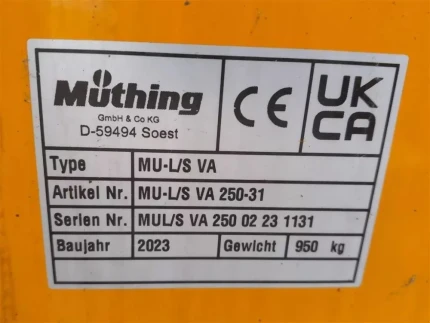 Müthing
GmbH & Co KG
D-59494 Soest
CE
UK
CA
Type MU-L/S VA
Artikel Nr. MU-L/S VA 250-31
Serien Nr. MUL/S VA 250 02 23 1131
Baujahr 2023 Gewicht 950 kg